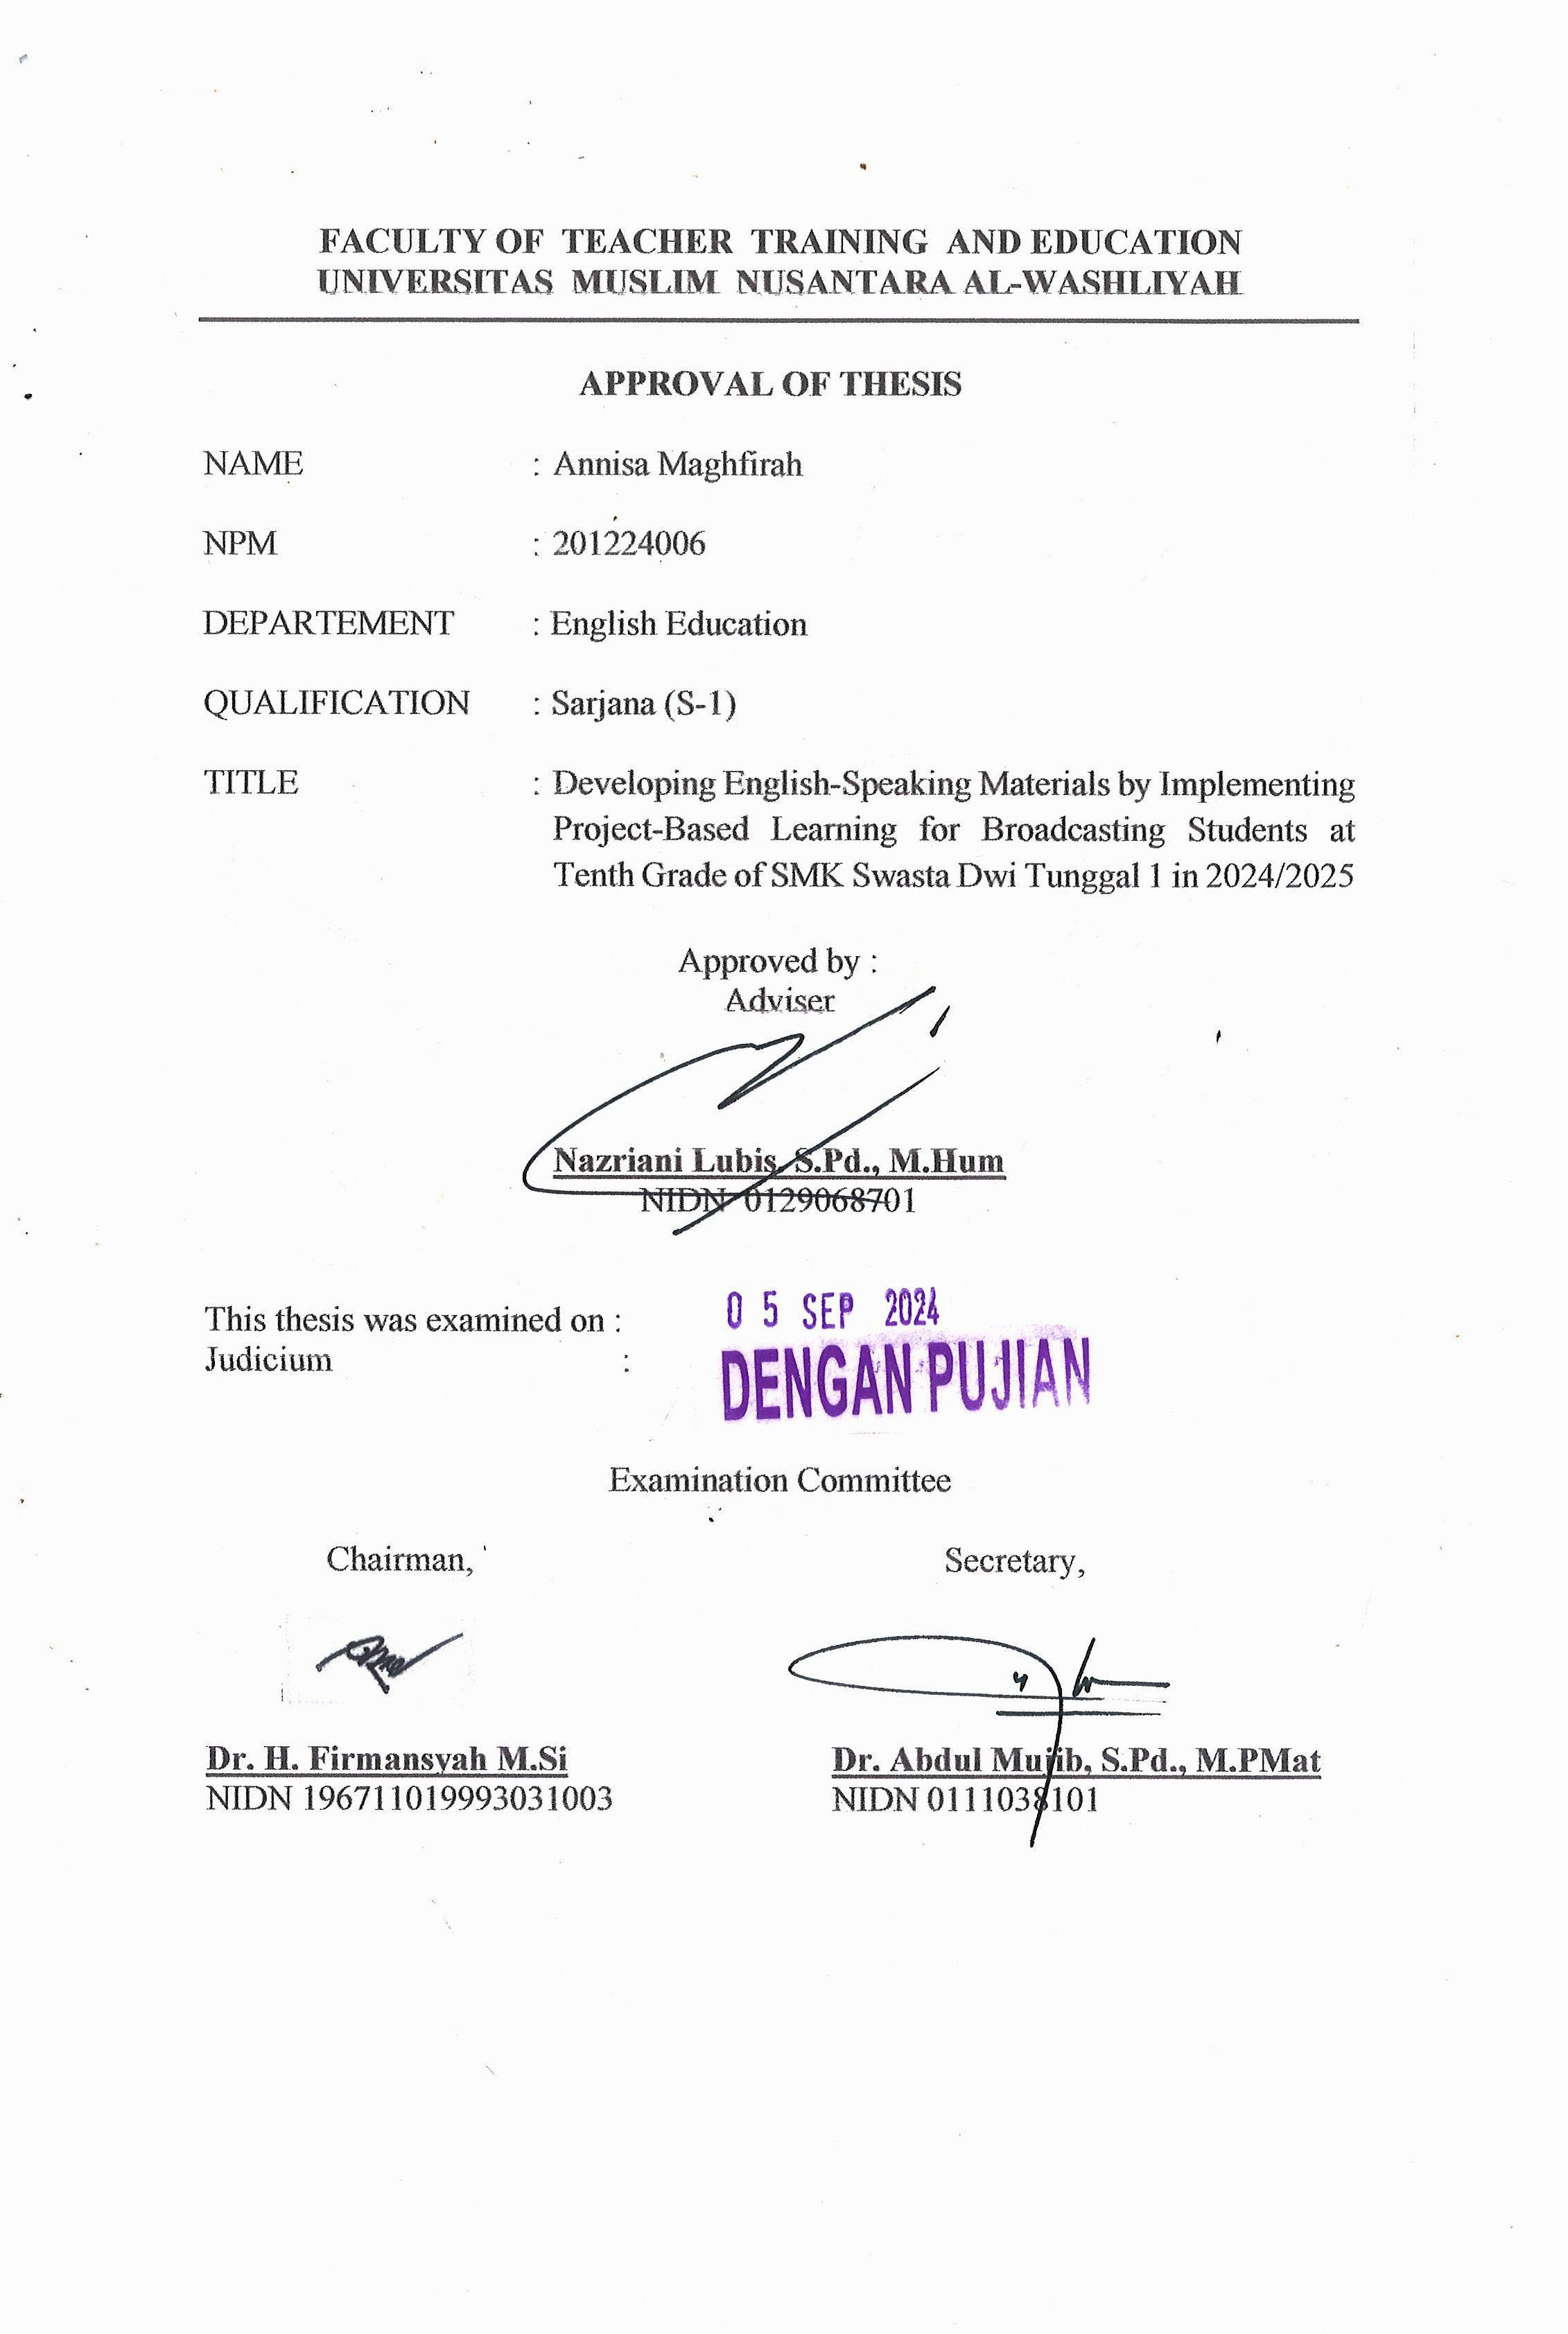 FACULTY OF TEACHER TRAINING AND EDUCATION
UNIVERSITAS MUSLIM NUSANTARA AL-WASHLIYAH
APPROVAL OF THESIS
NAME : Annisa Maghfirah
NPM : 201224006
DEPARTEMENT : English Education
QUALIFICATION : Sarjana (S-1)
TITLE : Developing English-Speaking Materials by Implementing
Project-Based Learning for Broadcasting Students at
Tenth Grade of SMK Swasta Dwi Tunggal 1 in 2024/2025
Approved by :
Adviser
Nazriani Lubis, S.Pd., M.Hum
NIDN 0129068701
This thesis was examined on : 05 SEP 2024
Judicium : DENGAN PUJIAN
Examination Committee
Chairman, Secretary,
Dr. H. Firmansyah M.Si Dr. Abdul Mujib, S.Pd., M.PMat
NIDN 196711019993031003 NIDN 0111038101